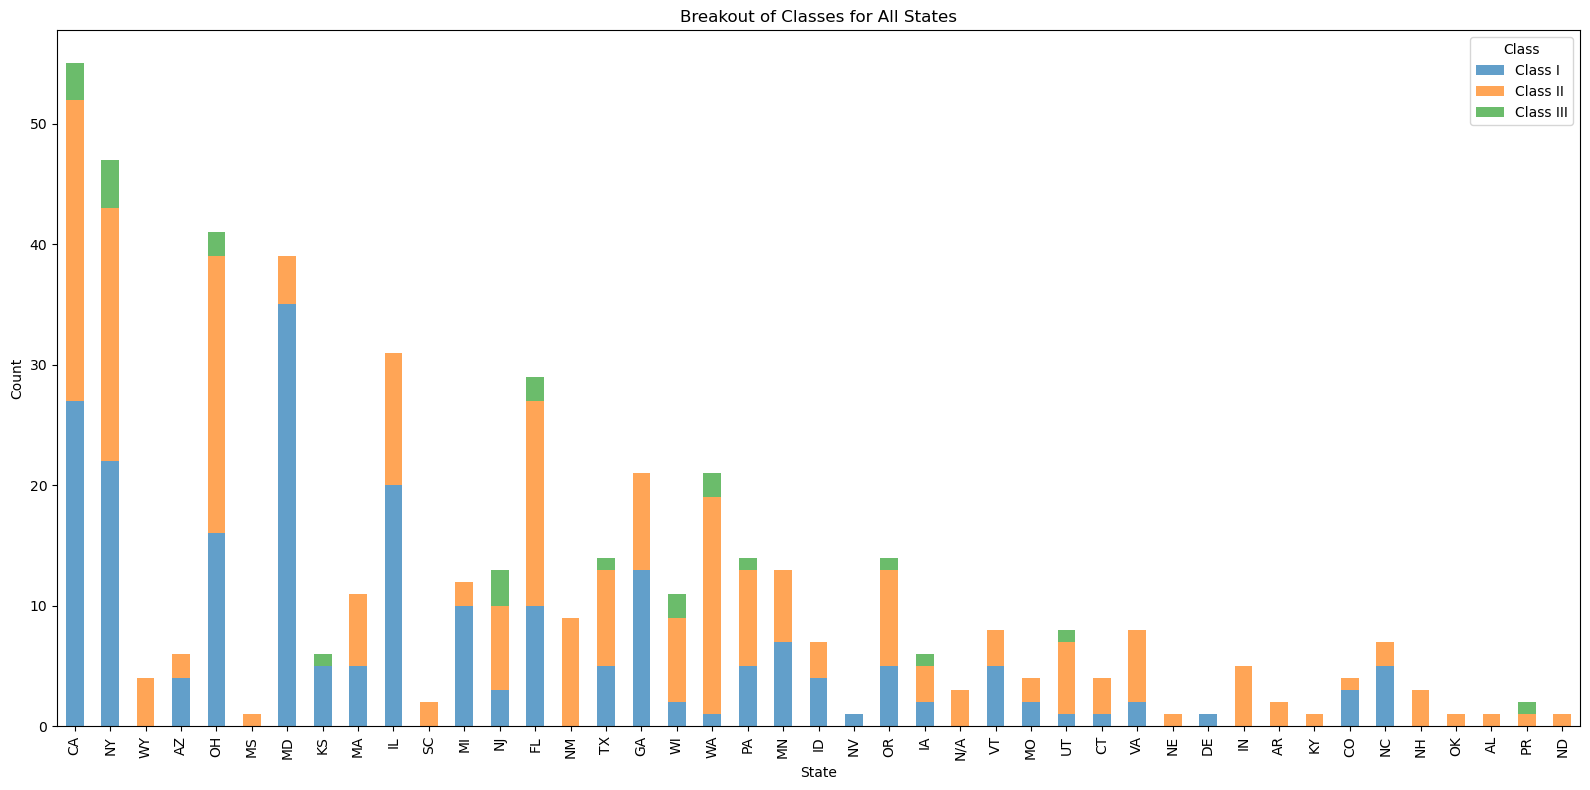 Breakout of Classes for All States
Class
Class I
Class II
Class III
50
40
30
20
10
0
Count
CA NY WY AZ OH MS MD KS MA IL SC MI NJ FL NM TX GA WI WA PA MN ID NV OR IA N/A VT MO UT CT VA NE DE IN AR KY CO NC NH OK AL PR ND
State